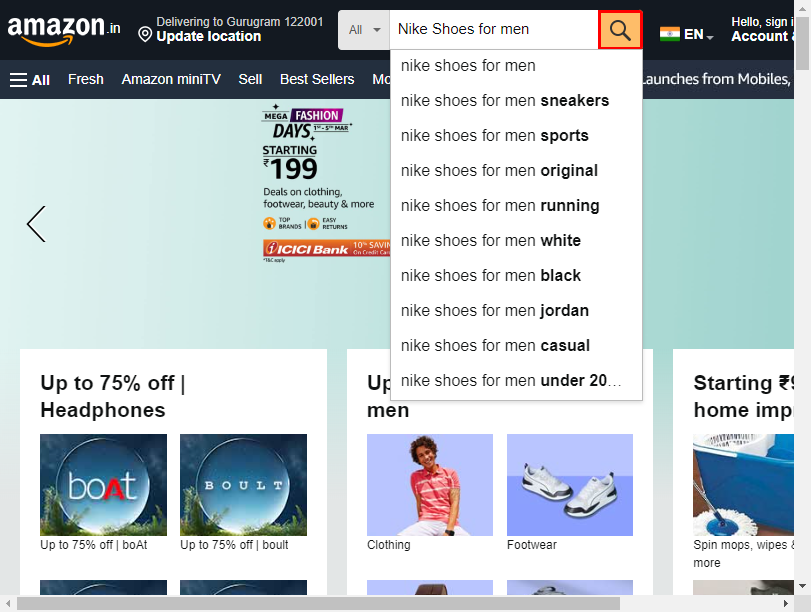 amazon.in
Delivering to Gurugram 122001
Update location
All
Nike Shoes for men
EN
Hello, sign i
Account &
All
Fresh
Amazon miniTV
Sell
Best Sellers
Mo
Launches from Mobiles,
nike shoes for men
nike shoes for men sneakers
nike shoes for men sports
nike shoes for men original
nike shoes for men running
nike shoes for men white
nike shoes for men black
nike shoes for men jordan
nike shoes for men casual
nike shoes for men under 20…
MEGA FASHION
DAYS 1ST - 5TH MAR
STARTING
₹199
Deals on clothing,
footwear, beauty & more
TOP BRANDS
EASY RETURNS
ICICI Bank
10% SAVIN
On Credit Car
*T&C apply
Up to 75% off |
Headphones
boAt
BOULT
Up to 75% off | boAt
Up to 75% off | boult
Up
men
Clothing
Footwear
Starting ₹9
home impr
Spin mops, wipes &
more